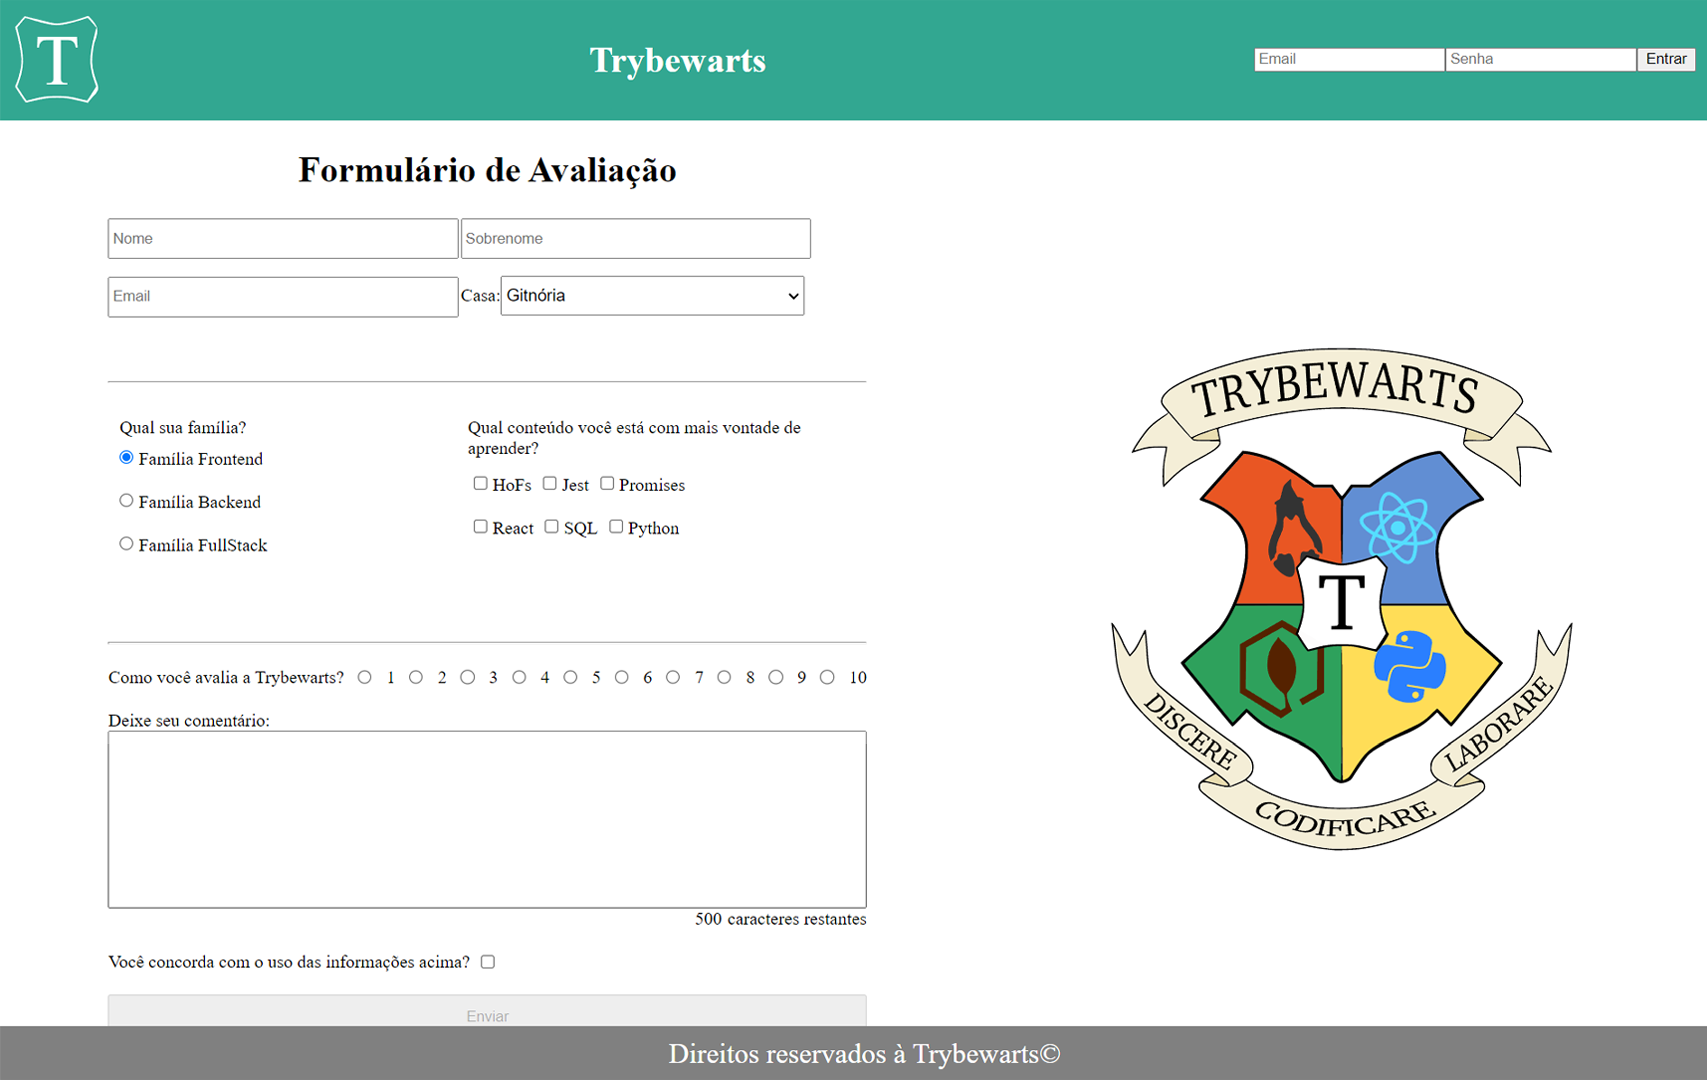 T
Trybewarts
Email Senha Entrar
Formulário de Avaliação
Nome Sobrenome
Email Casa: Gitnória
Qual sua família?
Família Frontend
Família Backend
Família FullStack
Qual conteúdo você está com mais vontade de
aprender?
HoFs Jest Promises
React SQL Python
Como você avalia a Trybewarts? 1 2 3 4 5 6 7 8 9 10
Deixe seu comentário:
500 caracteres restantes
Você concorda com o uso das informações acima?
Enviar
TRYBEWARTS
T
DISCERE
CODIFICARE
LABORARE
Direitos reservados à Trybewarts©